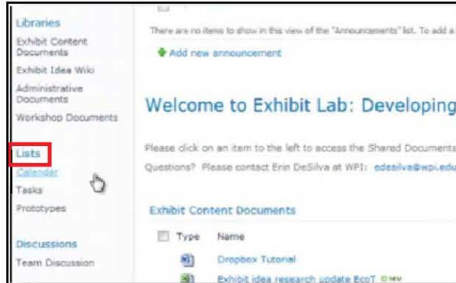 Libraries
Exhibit Content
Documents
Exhibit Idea Wiki
Administrative
Documents
Workshop Documents
Lists
Calendar
Tasks
Prototypes
Discussions
Team Discussion
There are no items to show in this view of the "Announcements" list. To add a
Add new announcement
Welcome to Exhibit Lab: Developing
Please click on an item to the left to access the Shared Documents
Questions? Please contact Erin DeSilva at WPI: edesilva@wpi.edu
Exhibit Content Documents
Type Name
Dropbox Tutorial
Exhibit idea research update EcoT NEW